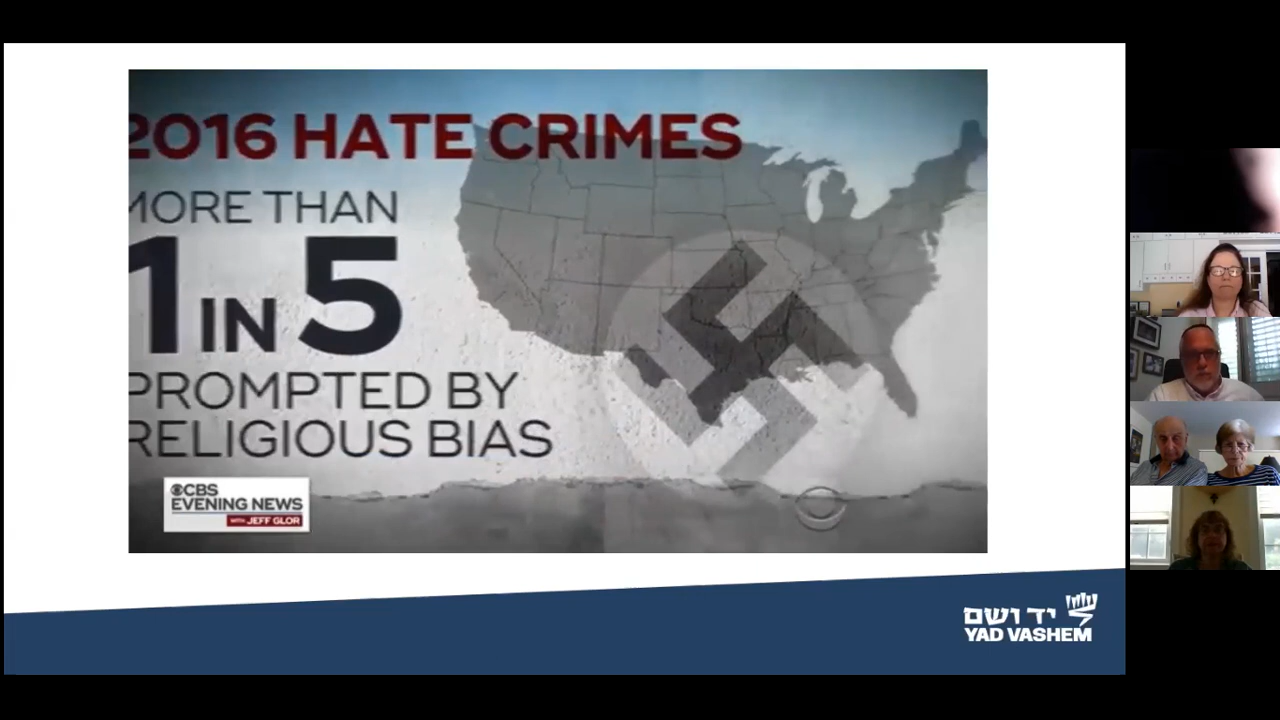 2016 HATE CRIMES
MORE THAN
1 IN 5
PROMPTED BY
RELIGIOUS BIAS
CBS
EVENING NEWS
WITH JEFF GLOR
יד ושם
YAD VASHEM